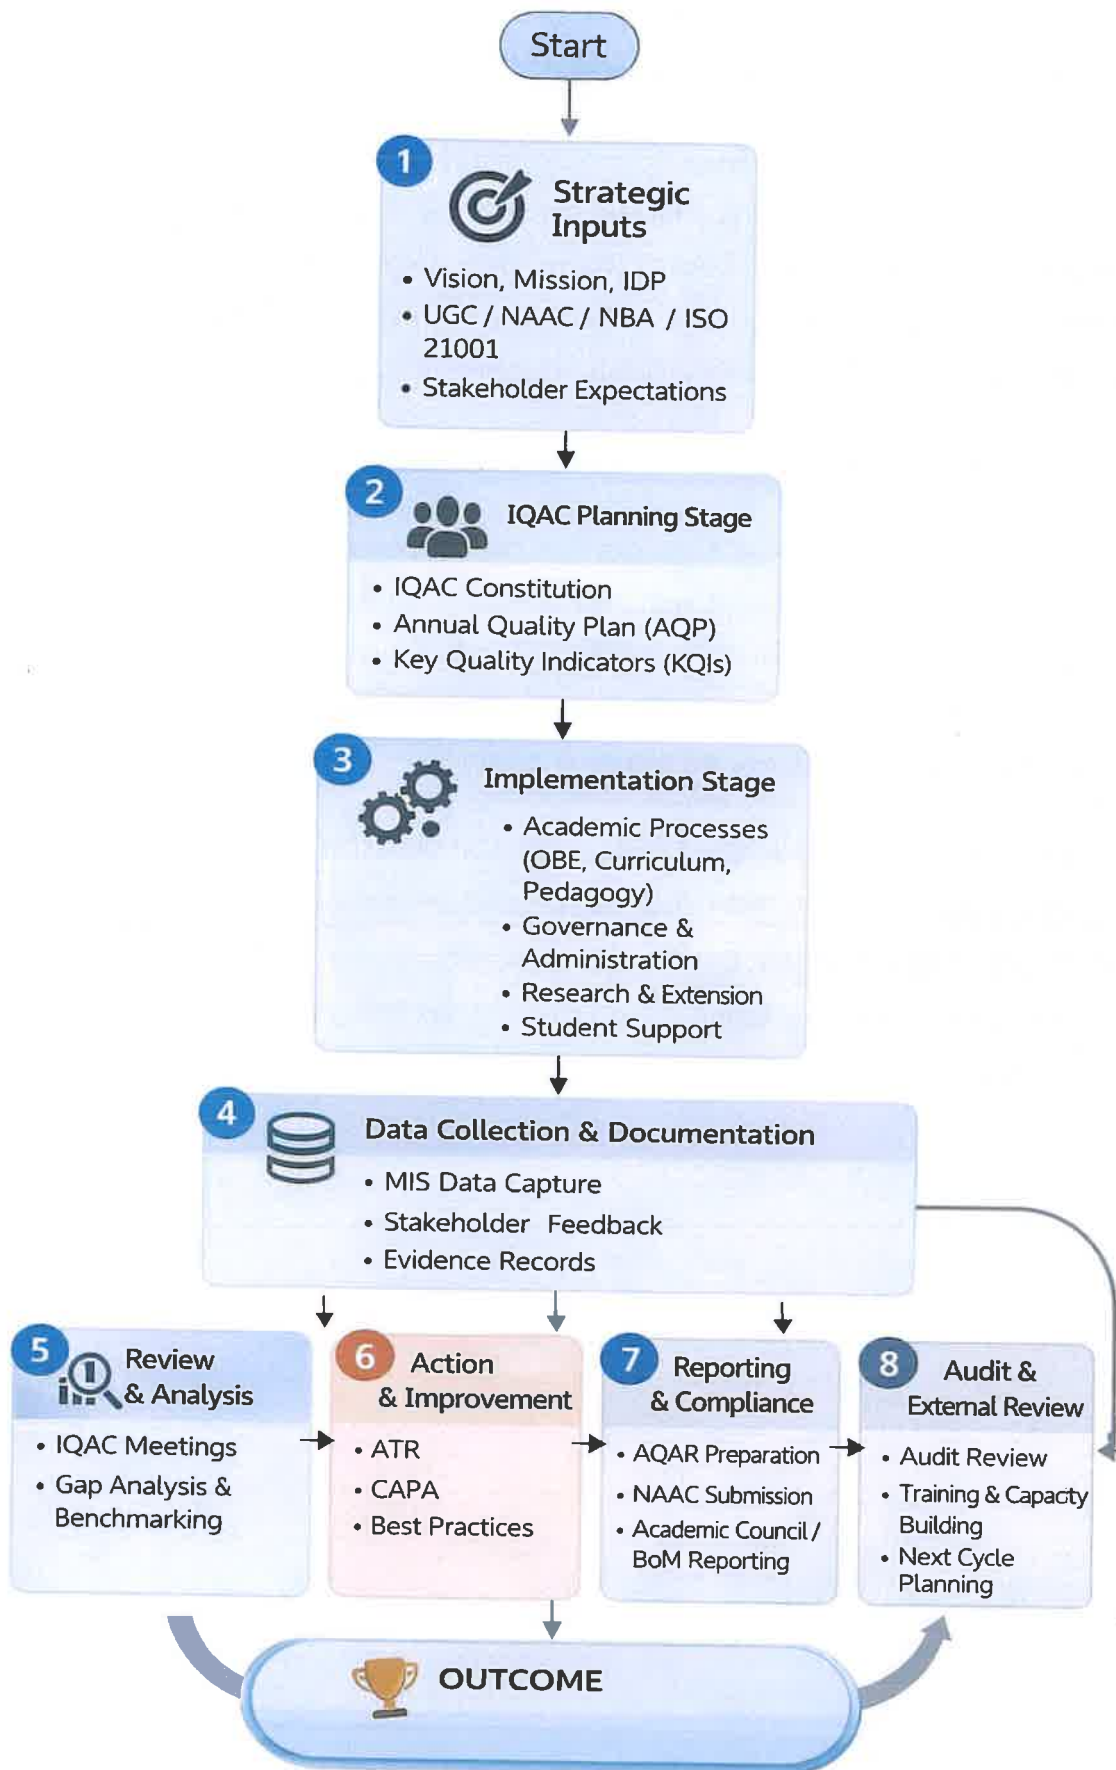 Start
1
Strategic
Inputs
• Vision, Mission, IDP
• UGC / NAAC / NBA / ISO
21001
• Stakeholder Expectations
2
IQAC Planning Stage
• IQAC Constitution
• Annual Quality Plan (AQP)
• Key Quality Indicators (KQIs)
3
Implementation Stage
• Academic Processes
(OBE, Curriculum,
Pedagogy)
• Governance &
Administration
• Research & Extension
• Student Support
4
Data Collection & Documentation
• MIS Data Capture
• Stakeholder Feedback
• Evidence Records
5
Review
& Analysis
• IQAC Meetings
• Gap Analysis &
Benchmarking
6
Action
& Improvement
• ATR
• CAPA
• Best Practices
7
Reporting
& Compliance
• AQAR Preparation
• NAAC Submission
• Academic Council /
BoM Reporting
8
Audit &
External Review
• Audit Review
• Training & Capacity
Building
• Next Cycle
Planning
OUTCOME